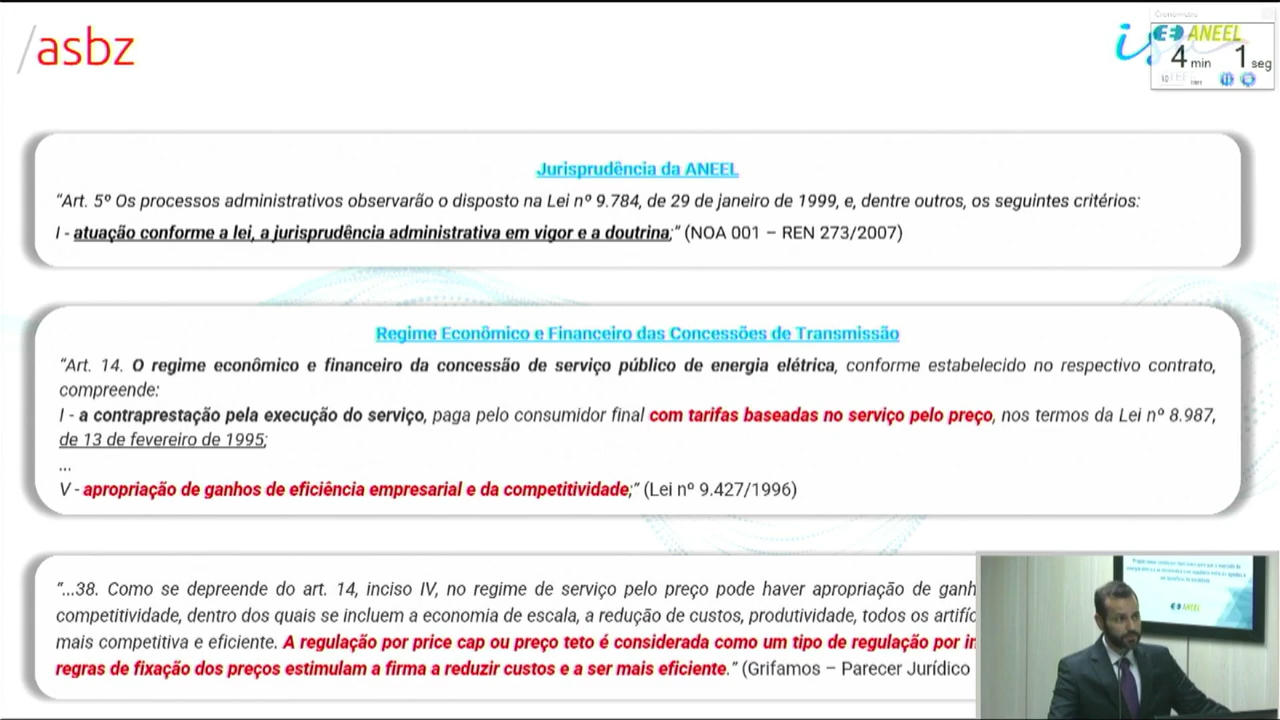 /asbz
Cronometro
isa
ANEEL
4 min 1 seg
Jurisprudência da ANEEL
“Art. 5º Os processos administrativos observarão o disposto na Lei nº 9.784, de 29 de janeiro de 1999, e, dentre outros, os seguintes critérios:
I - atuação conforme a lei, a jurisprudência administrativa em vigor e a doutrina;” (NOA 001 – REN 273/2007)
Regime Econômico e Financeiro das Concessões de Transmissão
“Art. 14. O regime econômico e financeiro da concessão de serviço público de energia elétrica, conforme estabelecido no respectivo contrato,
compreende:
I - a contraprestação pela execução do serviço, paga pelo consumidor final com tarifas baseadas no serviço pelo preço, nos termos da Lei nº 8.987,
de 13 de fevereiro de 1995;
...
V - apropriação de ganhos de eficiência empresarial e da competitividade;” (Lei nº 9.427/1996)
“...38. Como se depreende do art. 14, inciso IV, no regime de serviço pelo preço pode haver apropriação de ganh
competitividade, dentro dos quais se incluem a economia de escala, a redução de custos, produtividade, todos os artifíc
mais competitiva e eficiente. A regulação por price cap ou preço teto é considerada como um tipo de regulação por in
regras de fixação dos preços estimulam a firma a reduzir custos e a ser mais eficiente.” (Grifamos – Parecer Jurídico
ANEEL